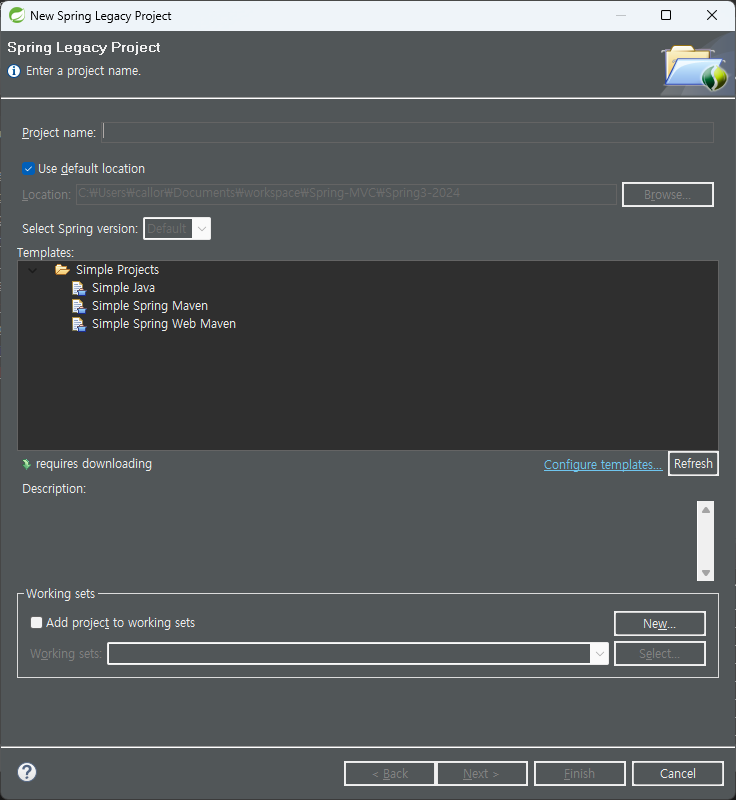 New Spring Legacy Project
Spring Legacy Project
Enter a project name.
Project name:
Use default location
Location: C:₩Users₩callor₩Documents₩workspace₩Spring-MVC₩Spring3-2024 Browse...
Select Spring version: Default
Templates:
Simple Projects
Simple Java
Simple Spring Maven
Simple Spring Web Maven
requires downloading Configure templates... Refresh
Description:
Working sets
Add project to working sets New...
Working sets: Select...
? < Back Next > Finish Cancel